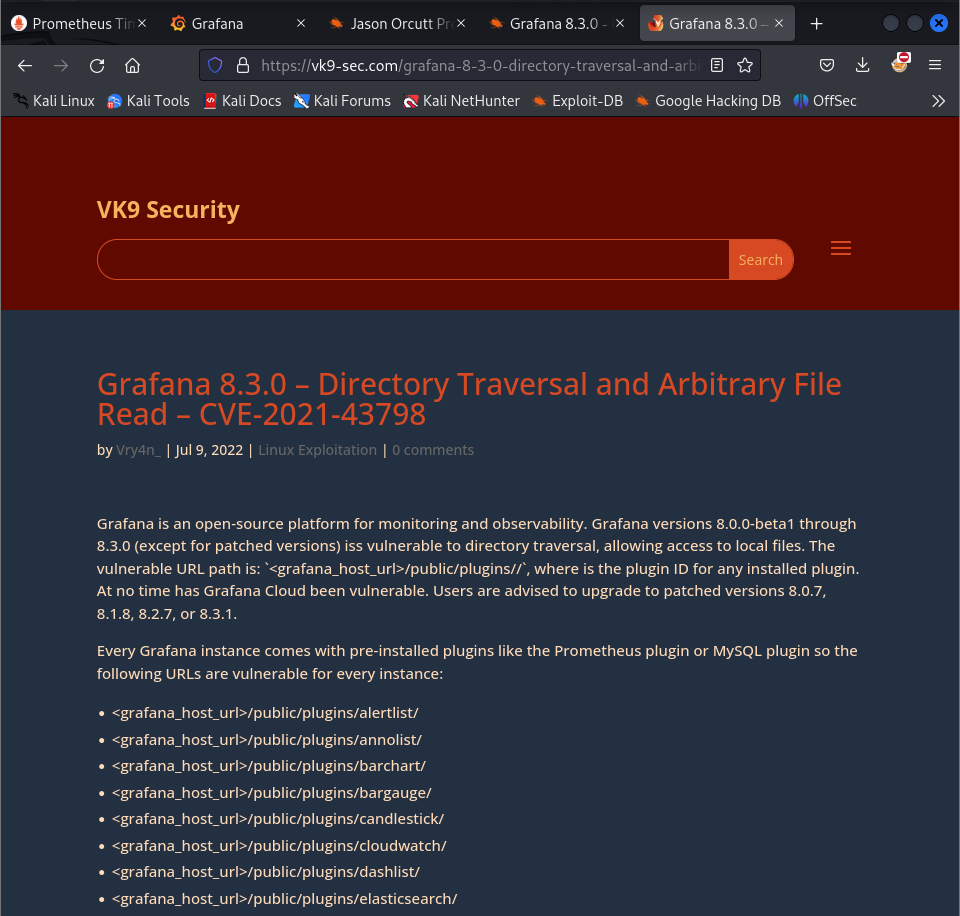 Prometheus Tin
Grafana
Jason Orcutt Pr
Grafana 8.3.0 -
Grafana 8.3.0 –
https://vk9-sec.com/grafana-8-3-0-directory-traversal-and-arbi
Kali Linux
Kali Tools
Kali Docs
Kali Forums
Kali NetHunter
Exploit-DB
Google Hacking DB
OffSec
VK9 Security
Search
Grafana 8.3.0 – Directory Traversal and Arbitrary File
Read – CVE-2021-43798
by Vry4n_ | Jul 9, 2022 | Linux Exploitation | 0 comments
Grafana is an open-source platform for monitoring and observability. Grafana versions 8.0.0-beta1 through
8.3.0 (except for patched versions) iss vulnerable to directory traversal, allowing access to local files. The
vulnerable URL path is: `<grafana_host_url>/public/plugins//`, where is the plugin ID for any installed plugin.
At no time has Grafana Cloud been vulnerable. Users are advised to upgrade to patched versions 8.0.7,
8.1.8, 8.2.7, or 8.3.1.
Every Grafana instance comes with pre-installed plugins like the Prometheus plugin or MySQL plugin so the
following URLs are vulnerable for every instance:
• <grafana_host_url>/public/plugins/alertlist/
• <grafana_host_url>/public/plugins/annolist/
• <grafana_host_url>/public/plugins/barchart/
• <grafana_host_url>/public/plugins/bargauge/
• <grafana_host_url>/public/plugins/candlestick/
• <grafana_host_url>/public/plugins/cloudwatch/
• <grafana_host_url>/public/plugins/dashlist/
• <grafana_host_url>/public/plugins/elasticsearch/